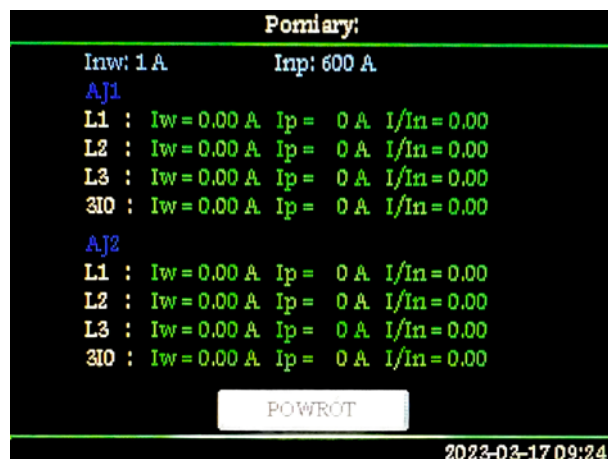 Pomiary:
Inw: 1 A Inp: 600 A
AJ1
L1 : Iw = 0.00 A Ip = 0 A I/In = 0.00
L2 : Iw = 0.00 A Ip = 0 A I/In = 0.00
L3 : Iw = 0.00 A Ip = 0 A I/In = 0.00
3I0 : Iw = 0.00 A Ip = 0 A I/In = 0.00
AJ2
L1 : Iw = 0.00 A Ip = 0 A I/In = 0.00
L2 : Iw = 0.00 A Ip = 0 A I/In = 0.00
L3 : Iw = 0.00 A Ip = 0 A I/In = 0.00
3I0 : Iw = 0.00 A Ip = 0 A I/In = 0.00
POWROT
2023-03-17 09:24